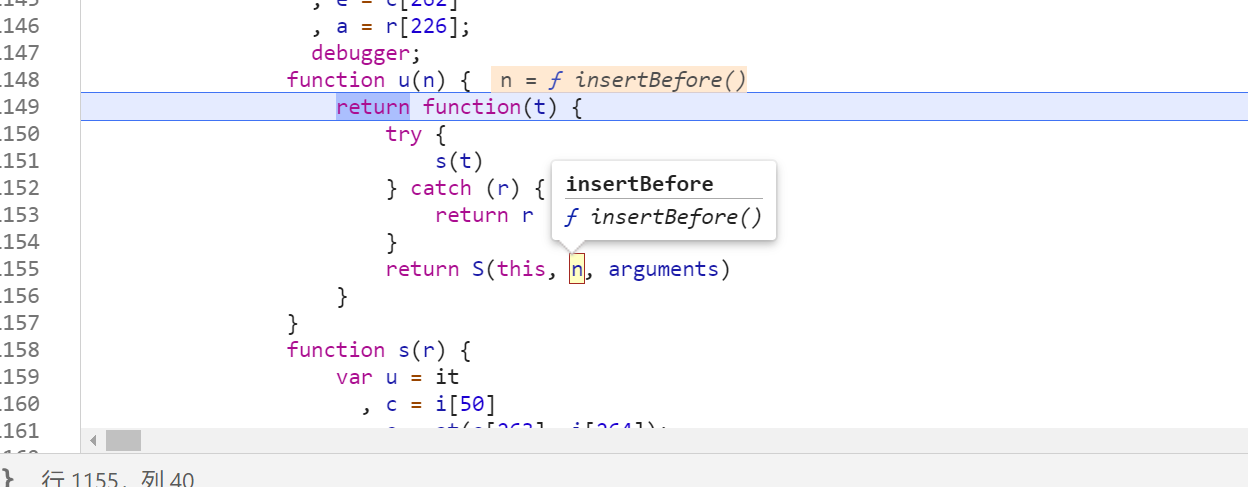 , e = c[262]
1146 , a = r[226];
1147 debugger;
1148 function u(n) { n = ƒ insertBefore()
1149 return function(t) {
1150 try {
1151 s(t)
1152 } catch (r) {
1153 return r
1154 }
1155 return S(this, n, arguments)
1156 }
1157 }
1158 function s(r) {
1159 var u = it
1160 , c = i[50]
1161
insertBefore
ƒ insertBefore()
} 行 1155，列 40